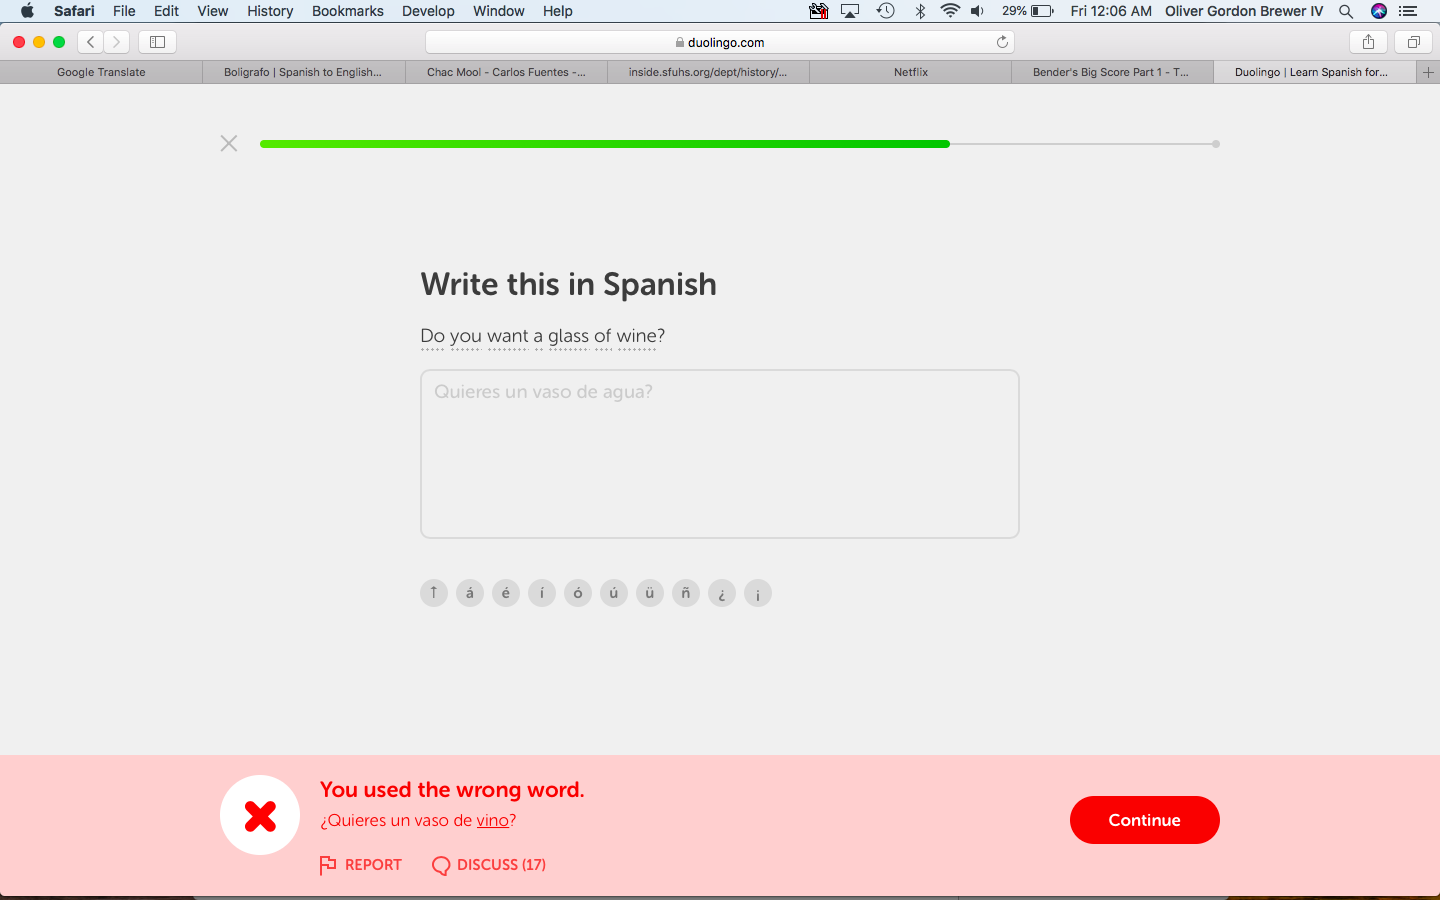 Safari File Edit View History Bookmarks Develop Window Help 29% Fri 12:06 AM Oliver Gordon Brewer IV
duolingo.com
Google Translate Boligrafo | Spanish to English... Chac Mool - Carlos Fuentes -... inside.sfuhs.org/dept/history/... Netflix Bender's Big Score Part 1 - T... Duolingo | Learn Spanish for...
Write this in Spanish
Do you want a glass of wine?
Quieres un vaso de agua?
↑ á é í ó ú ü ñ ¿ ¡
You used the wrong word.
¿Quieres un vaso de vino?
Continue
REPORT DISCUSS (17)